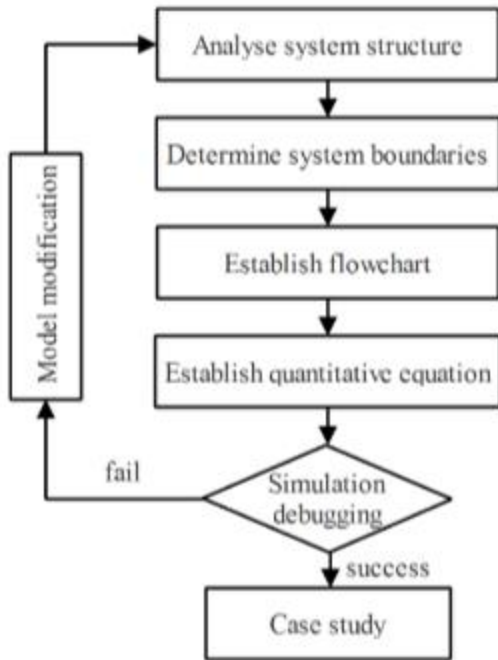 Analyse system structure
Determine system boundaries
Establish flowchart
Establish quantitative equation
Model modification
fail
Simulation
debugging
success
Case study